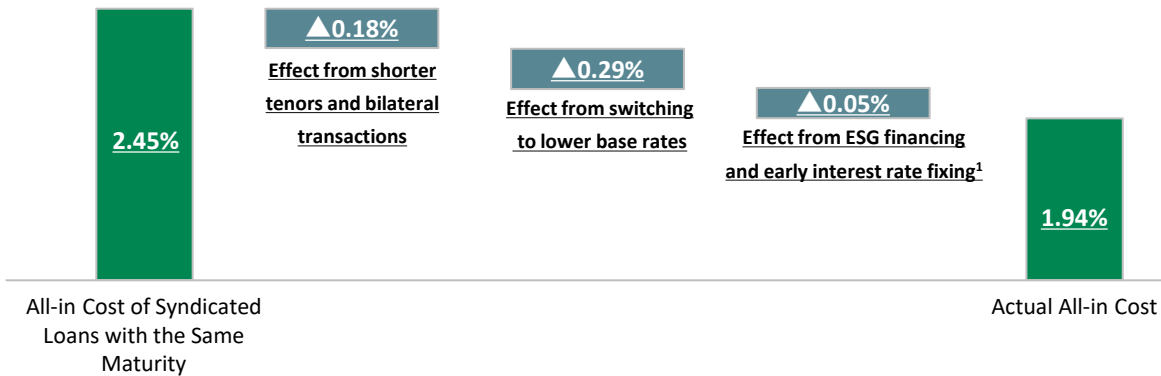 2.45%
▲0.18%
Effect from shorter
tenors and bilateral
transactions
▲0.29%
Effect from switching
to lower base rates
▲0.05%
Effect from ESG financing
and early interest rate fixing¹
1.94%
All-in Cost of Syndicated
Loans with the Same
Maturity
Actual All-in Cost